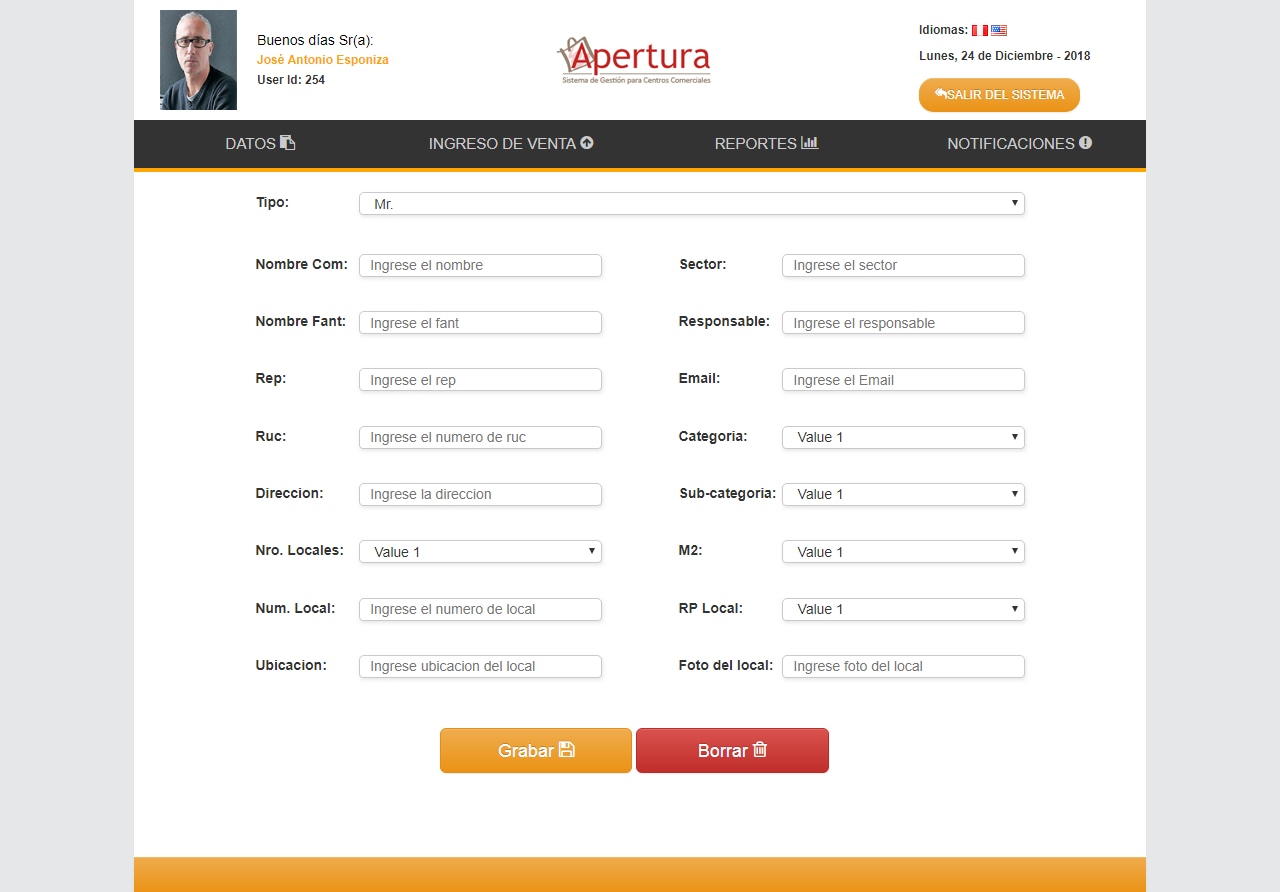 Buenos días Sr(a):
José Antonio Esponiza
User Id: 254
Apertura
Sistema de Gestión para Centros Comerciales
Idiomas:
Lunes, 24 de Diciembre - 2018
SALIR DEL SISTEMA
DATOS
INGRESO DE VENTA
REPORTES
NOTIFICACIONES
Tipo: Mr.
Nombre Com: Ingrese el nombre
Sector: Ingrese el sector
Nombre Fant: Ingrese el fant
Responsable: Ingrese el responsable
Rep: Ingrese el rep
Email: Ingrese el Email
Ruc: Ingrese el numero de ruc
Categoria: Value 1
Direccion: Ingrese la direccion
Sub-categoria: Value 1
Nro. Locales: Value 1
M2: Value 1
Num. Local: Ingrese el numero de local
RP Local: Value 1
Ubicacion: Ingrese ubicacion del local
Foto del local: Ingrese foto del local
Grabar
Borrar